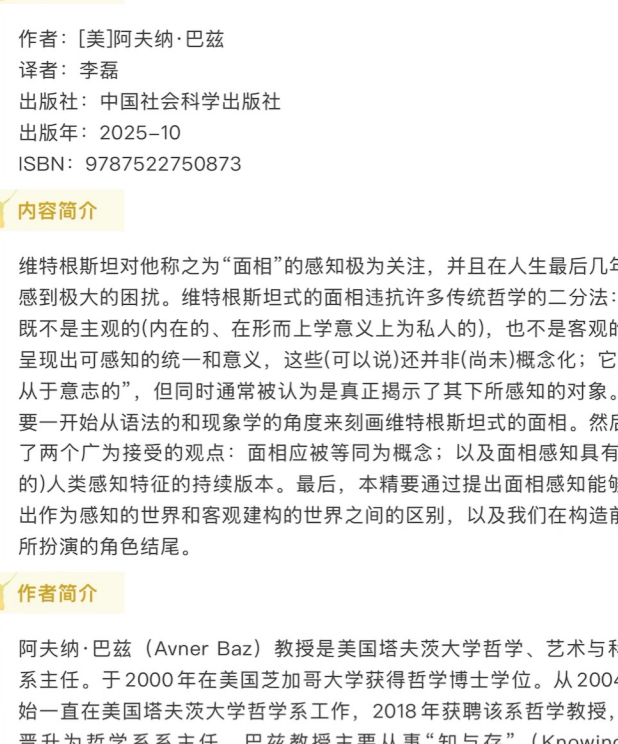 作者：[美]阿夫纳·巴兹
译者：李磊
出版社：中国社会科学出版社
出版年：2025-10
ISBN：9787522750873
内容简介
维特根斯坦对他称之为“面相”的感知极为关注，并且在人生最后几年
感到极大的困扰。维特根斯坦式的面相违抗许多传统哲学的二分法：
既不是主观的(内在的、在形而上学意义上为私人的)，也不是客观的
呈现出可感知的统一和意义，这些(可以说)还并非(尚未)概念化；它
从于意志的”，但同时通常被认为是真正揭示了其下所感知的对象。
要一开始从语法的和现象学的角度来刻画维特根斯坦式的面相。然后
了两个广为接受的观点：面相应被等同为概念；以及面相感知具有
的)人类感知特征的持续版本。最后，本精要通过提出面相感知能够
出作为感知的世界和客观建构的世界之间的区别，以及我们在构造前
所扮演的角色结尾。
作者简介
阿夫纳·巴兹（Avner Baz）教授是美国塔夫茨大学哲学、艺术与科
系主任。于2000年在美国芝加哥大学获得哲学博士学位。从2004
始一直在美国塔夫茨大学哲学系工作，2018年获聘该系哲学教授，
晋升为哲学系系主任。巴兹教授主要从事“知与存”（Knowing